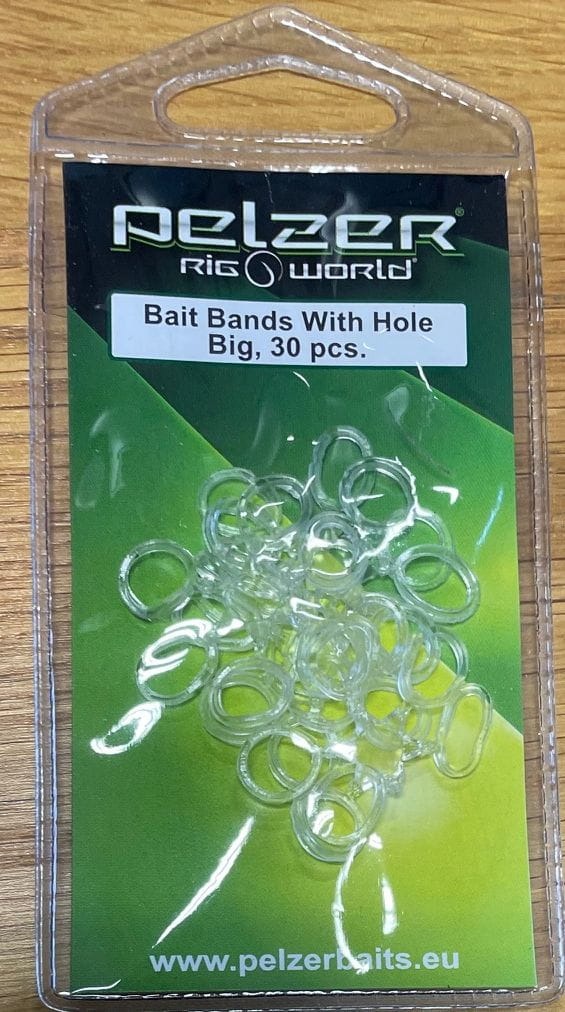 Pelzer®
RIG WORLD®
Bait Bands With Hole
Big, 30 pcs.
www.pelzerbaits.eu